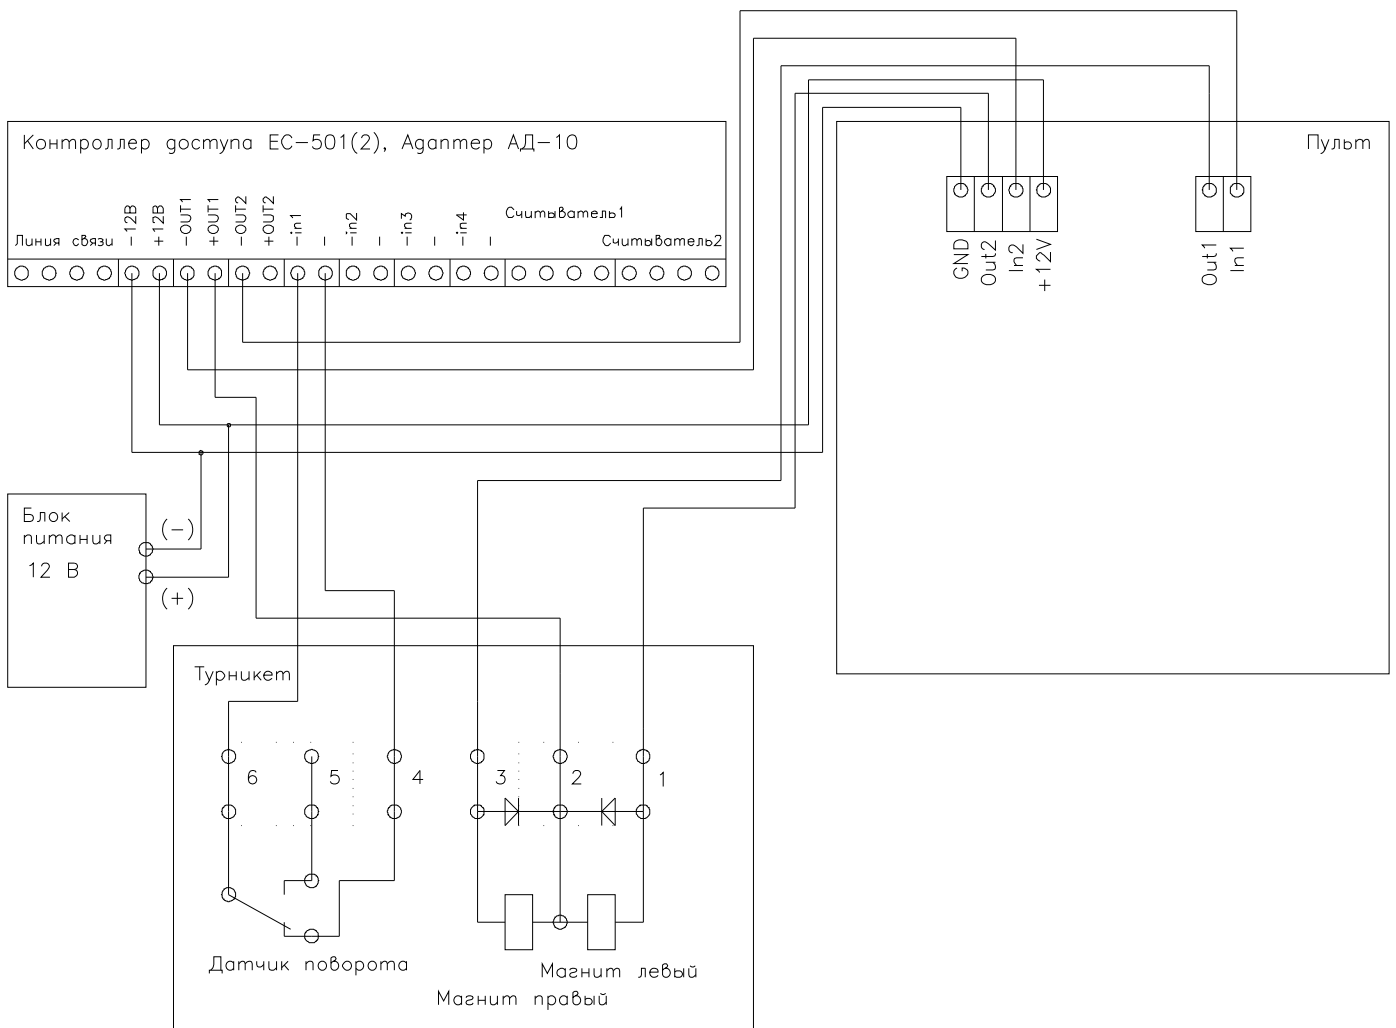 Контроллер доступа ЕС-501(2), Адаптер АД-10
Пульт
-12В
+12В
-OUT1
+OUT1
-OUT2
+OUT2
-in1
-
-in2
-
-in3
-
-in4
-
Считыватель1
Линия связи
Считыватель2
GND
Out2
In2
+12V
Out1
In1
Блок
питания
12 В
(-)
(+)
Турникет
6
5
4
3
2
1
Датчик поворота
Магнит левый
Магнит правый